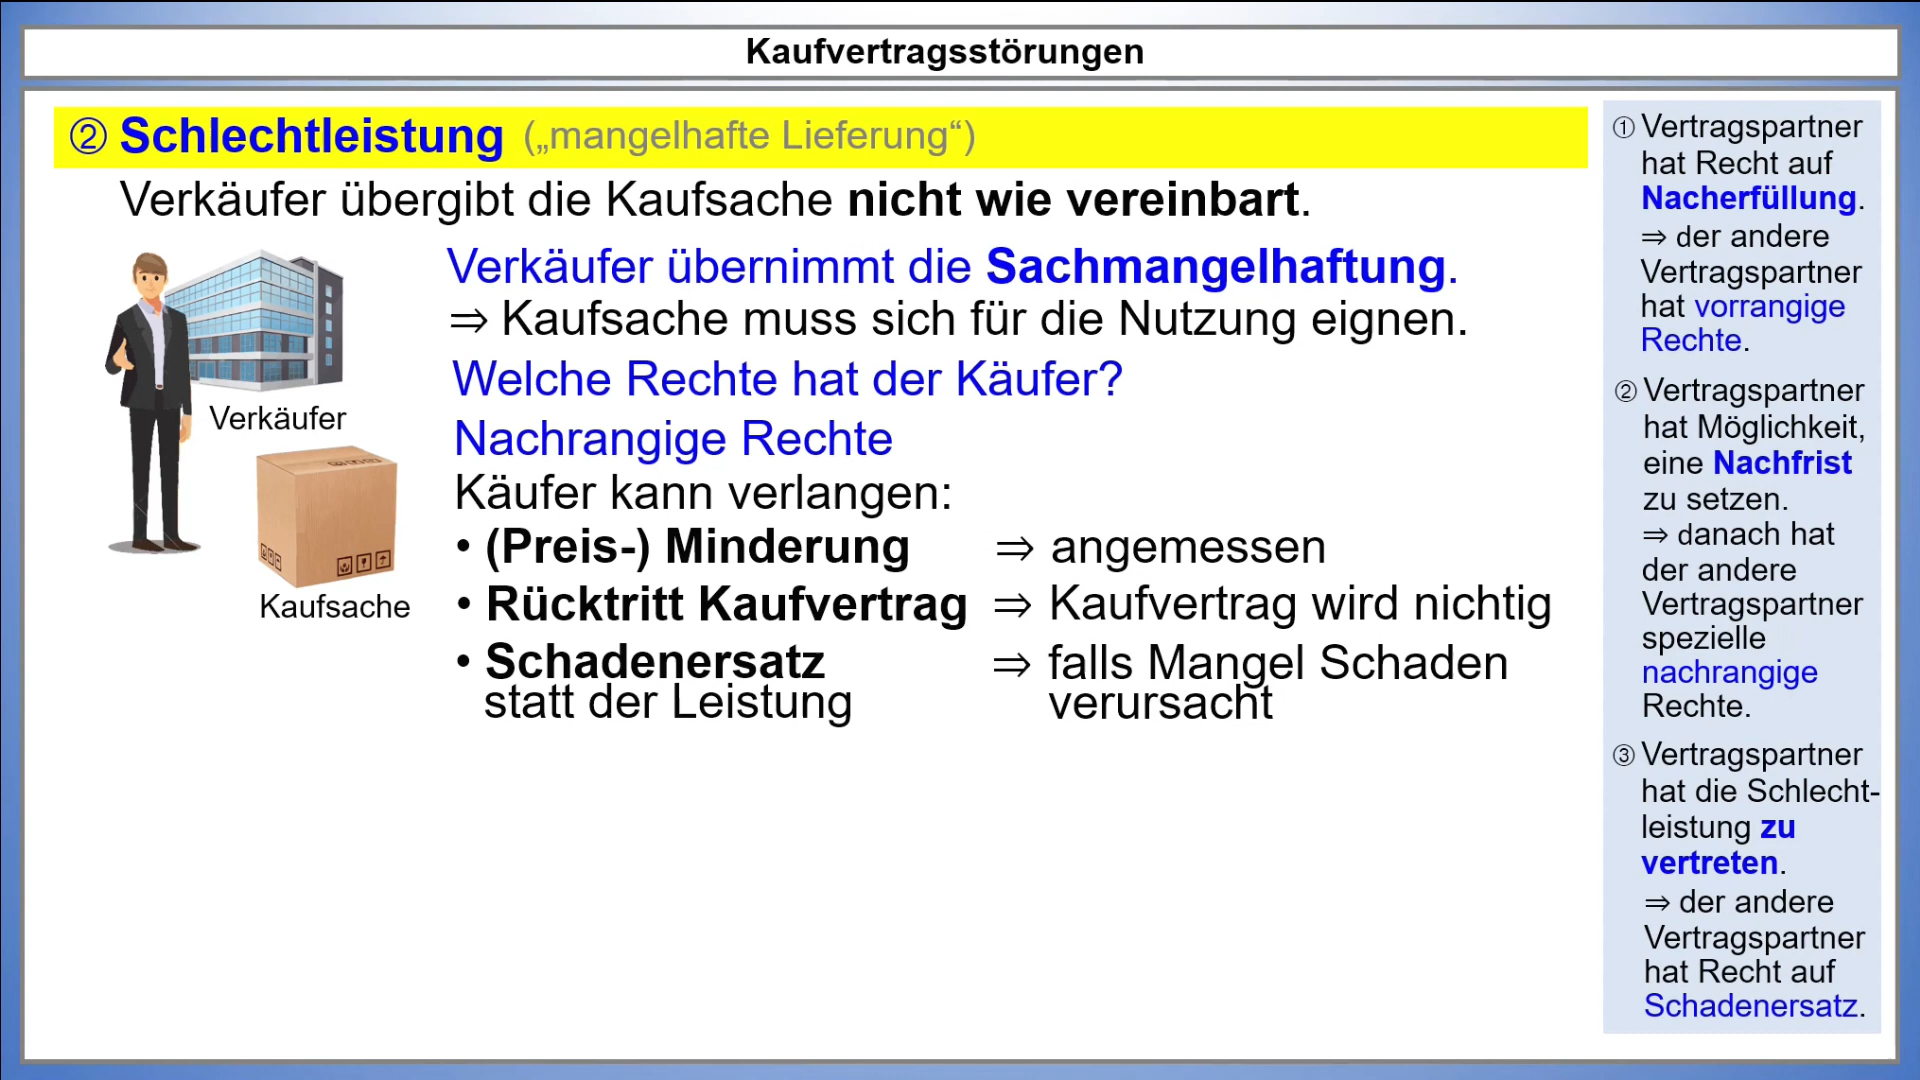 Kaufvertragsstörungen
② Schlechtleistung („mangelhafte Lieferung“)
Verkäufer übergibt die Kaufsache nicht wie vereinbart.
Verkäufer übernimmt die Sachmangelhaftung.
⇒ Kaufsache muss sich für die Nutzung eignen.
Welche Rechte hat der Käufer?
Verkäufer
Nachrangige Rechte
Käufer kann verlangen:
• (Preis-) Minderung ⇒ angemessen
• Rücktritt Kaufvertrag ⇒ Kaufvertrag wird nichtig
Kaufsache
• Schadenersatz ⇒ falls Mangel Schaden
statt der Leistung verursacht
① Vertragspartner
hat Recht auf
Nacherfüllung.
⇒ der andere
Vertragspartner
hat vorrangige
Rechte.
② Vertragspartner
hat Möglichkeit,
eine Nachfrist
zu setzen.
⇒ danach hat
der andere
Vertragspartner
spezielle
nachrangige
Rechte.
③ Vertragspartner
hat die Schlecht-
leistung zu
vertreten.
⇒ der andere
Vertragspartner
hat Recht auf
Schadenersatz.